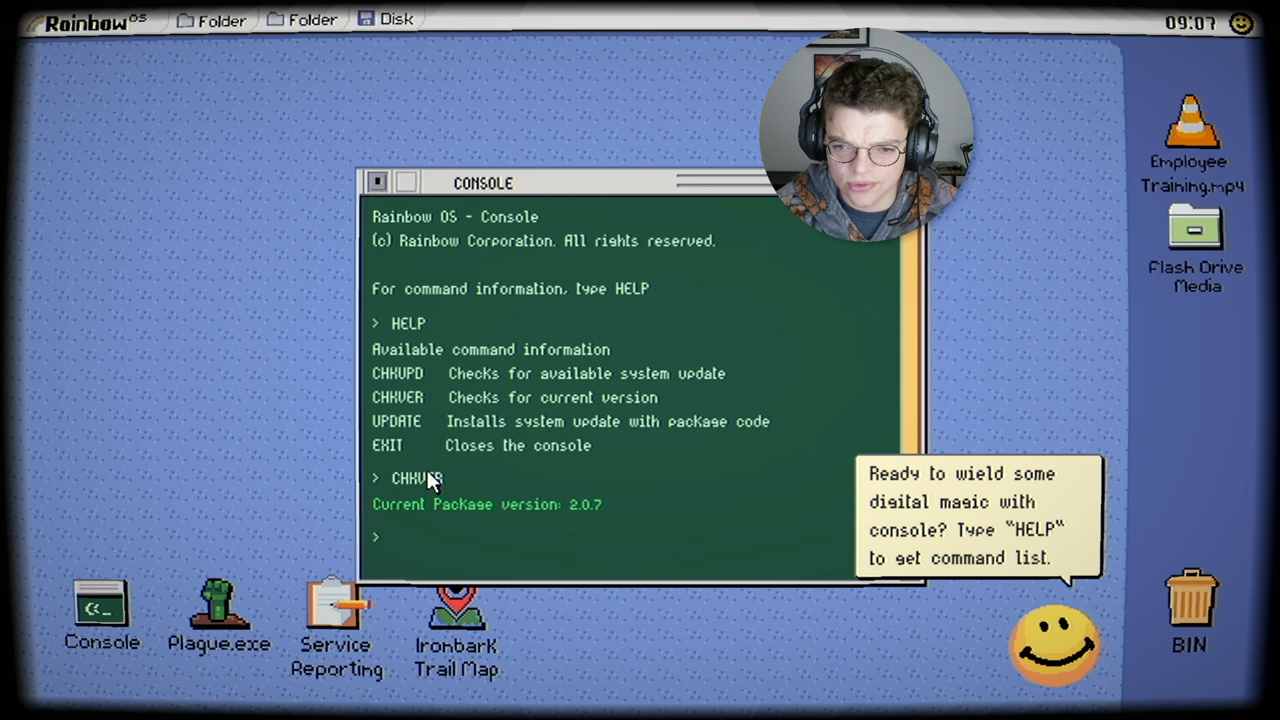 RainbowOS
Folder
Folder
Disk
09:07
CONSOLE
Rainbow OS - Console
(c) Rainbow Corporation. All rights reserved.
For command information, type HELP
> HELP
Available command information
CHKUPD Checks for available system update
CHKVER Checks for current version
UPDATE Installs system update with package code
EXIT Closes the console
> CHKVER
Current Package version: 2.0.7
>
Employee
Training.mp4
Flash Drive
Media
Ready to wield some
digital magic with
console? Type "HELP"
to get command list.
Console
Plague.exe
Service
Reporting
Ironbark
Trail Map
BIN